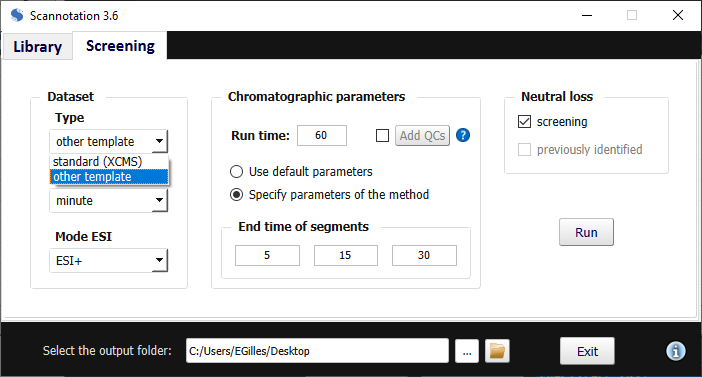 Scannotation 3.6
Library
Screening
Dataset
Type
other template
standard (XCMS)
other template
minute
Mode ESI
ESI+
Chromatographic parameters
Run time: 60 Add QCs ?
Use default parameters
Specify parameters of the method
End time of segments
5 15 30
Neutral loss
screening
previously identified
Run
Select the output folder: C:/Users/EGilles/Desktop ... Exit i